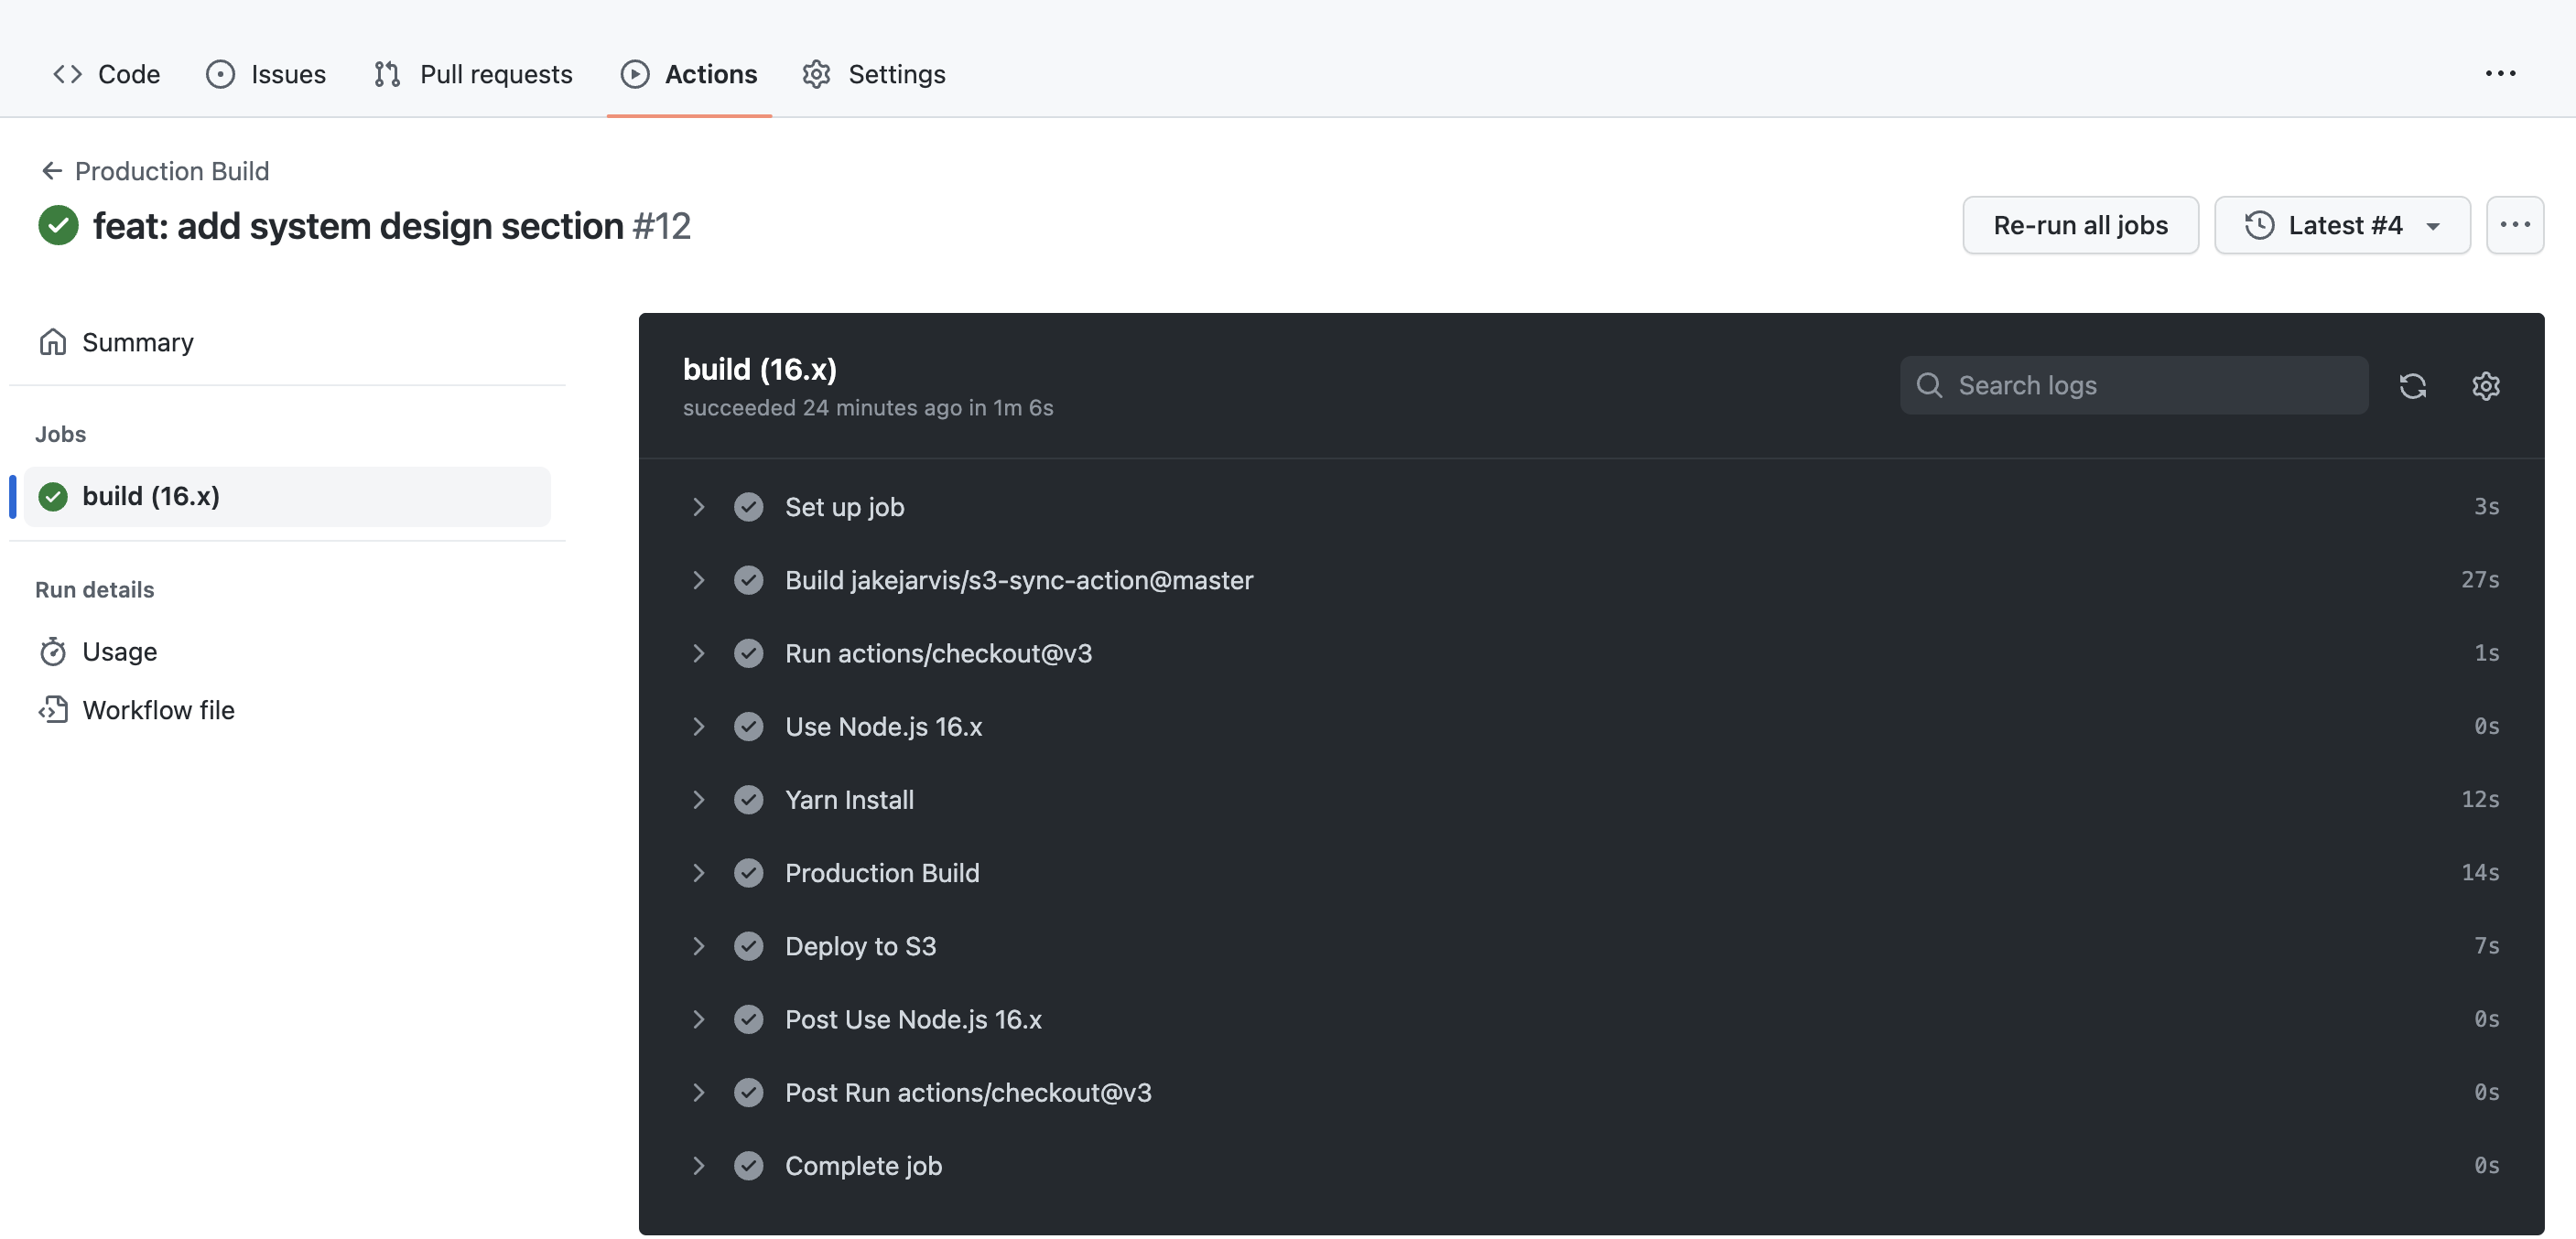 Code Issues Pull requests Actions Settings
Production Build
feat: add system design section #12
Re-run all jobs Latest #4
Summary
Jobs
build (16.x)
Run details
Usage
Workflow file
build (16.x)
succeeded 24 minutes ago in 1m 6s
Search logs
Set up job 3s
Build jakejarvis/s3-sync-action@master 27s
Run actions/checkout@v3 1s
Use Node.js 16.x 0s
Yarn Install 12s
Production Build 14s
Deploy to S3 7s
Post Use Node.js 16.x 0s
Post Run actions/checkout@v3 0s
Complete job 0s